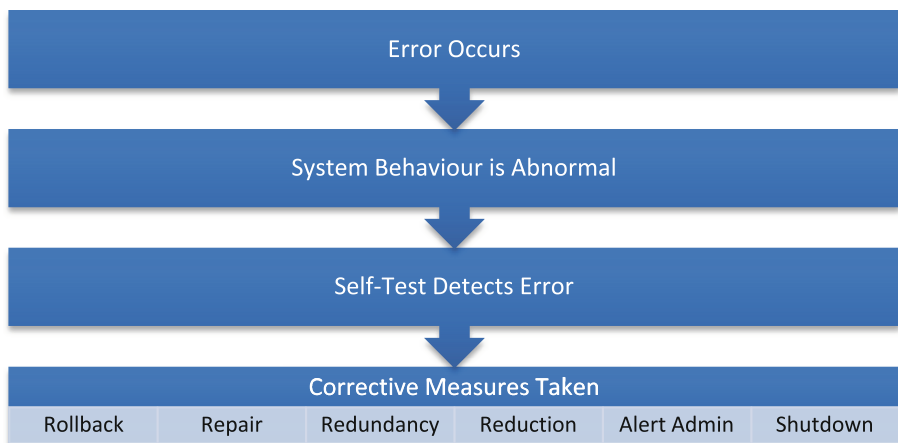 Error Occurs
System Behaviour is Abnormal
Self-Test Detects Error
Corrective Measures Taken
Rollback Repair Redundancy Reduction Alert Admin Shutdown